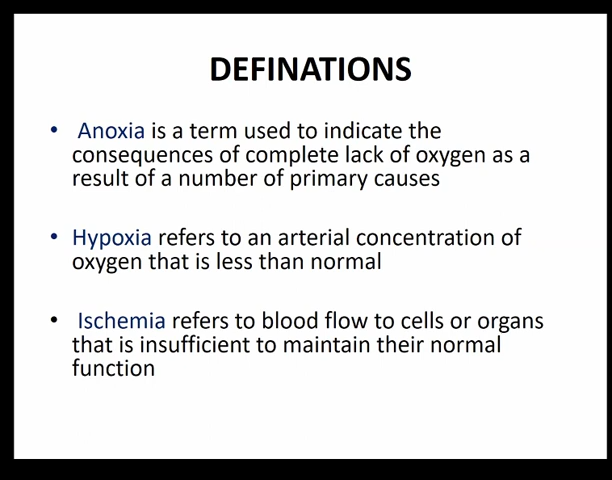 DEFINATIONS
• Anoxia is a term used to indicate the
consequences of complete lack of oxygen as a
result of a number of primary causes
• Hypoxia refers to an arterial concentration of
oxygen that is less than normal
• Ischemia refers to blood flow to cells or organs
that is insufficient to maintain their normal
function